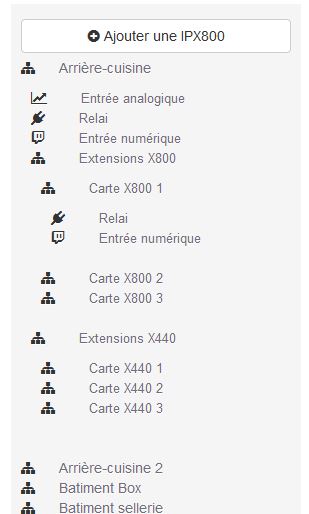 Ajouter une IPX800
Arrière-cuisine
Entrée analogique
Relai
Entrée numérique
Extensions X800
Carte X800 1
Relai
Entrée numérique
Carte X800 2
Carte X800 3
Extensions X440
Carte X440 1
Carte X440 2
Carte X440 3
Arrière-cuisine 2
Batiment Box
Batiment sellerie